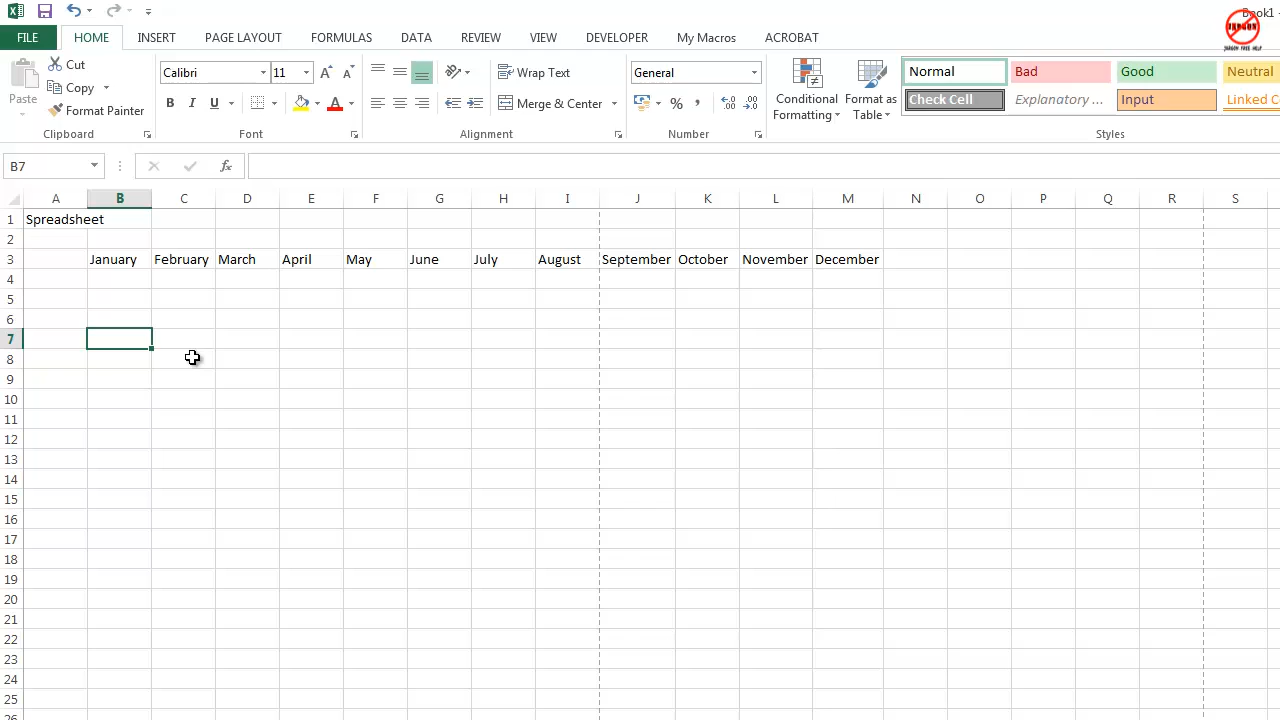 Book1 -
FILE HOME INSERT PAGE LAYOUT FORMULAS DATA REVIEW VIEW DEVELOPER My Macros ACROBAT
Cut
Copy
Format Painter
Paste
Clipboard
Calibri 11
B I U
Font
Wrap Text
Merge & Center
Alignment
General
%
Number
Conditional Formatting
Format as Table
Normal Bad Good Neutral
Check Cell Explanatory ... Input Linked C
Styles
B7 fx
A B C D E F G H I J K L M N O P Q R S
1 Spreadsheet
2
3 January February March April May June July August September October November December
4
5
6
7
8
9
10
11
12
13
14
15
16
17
18
19
20
21
22
23
24
25
26